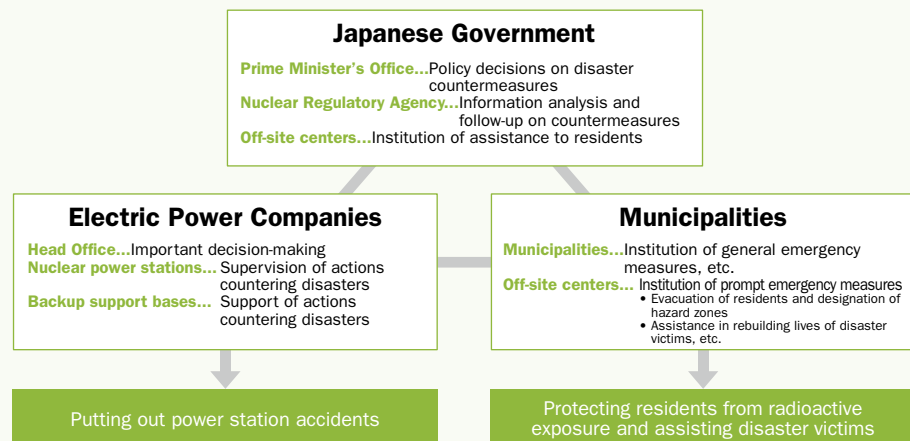 Japanese Government
Prime Minister's Office...Policy decisions on disaster
countermeasures
Nuclear Regulatory Agency...Information analysis and
follow-up on countermeasures
Off-site centers...Institution of assistance to residents
Electric Power Companies
Head Office...Important decision-making
Nuclear power stations... Supervision of actions
countering disasters
Backup support bases... Support of actions
countering disasters
Municipalities
Municipalities...Institution of general emergency
measures, etc.
Off-site centers... Institution of prompt emergency measures
• Evacuation of residents and designation of
hazard zones
• Assistance in rebuilding lives of disaster
victims, etc.
Putting out power station accidents
Protecting residents from radioactive
exposure and assisting disaster victims